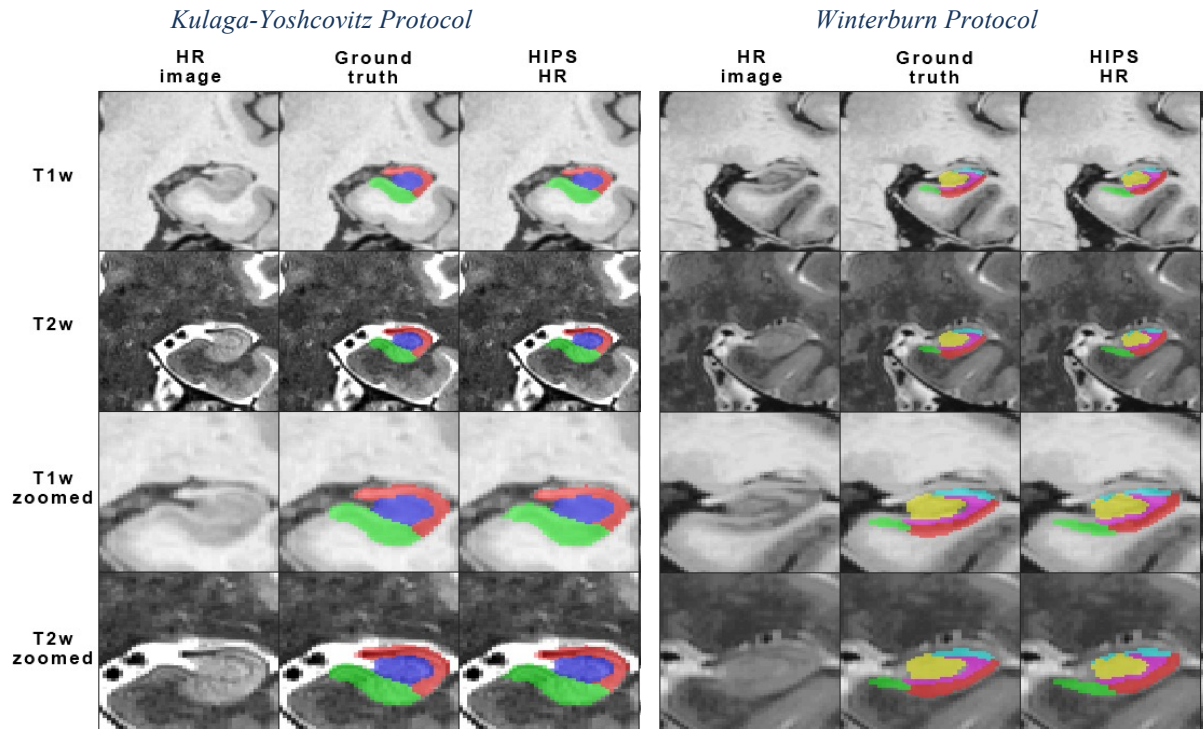 Kulaga-Yoshcovitz Protocol
Winterburn Protocol
HR
image
Ground
truth
HIPS
HR
HR
image
Ground
truth
HIPS
HR
T1w
T2w
T1w
zoomed
T2w
zoomed